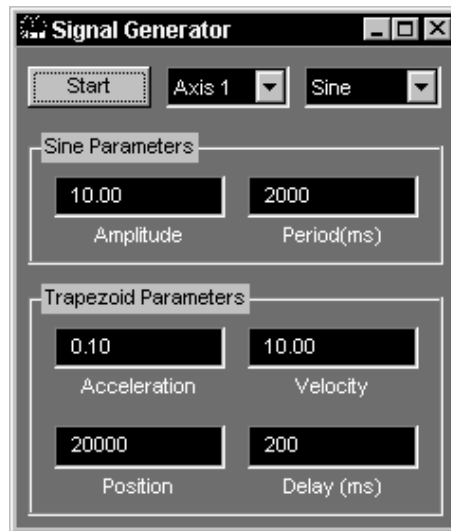 Signal Generator
Start Axis 1 Sine
Sine Parameters
10.00 2000
Amplitude Period(ms)
Trapezoid Parameters
0.10 10.00
Acceleration Velocity
20000 200
Position Delay (ms)